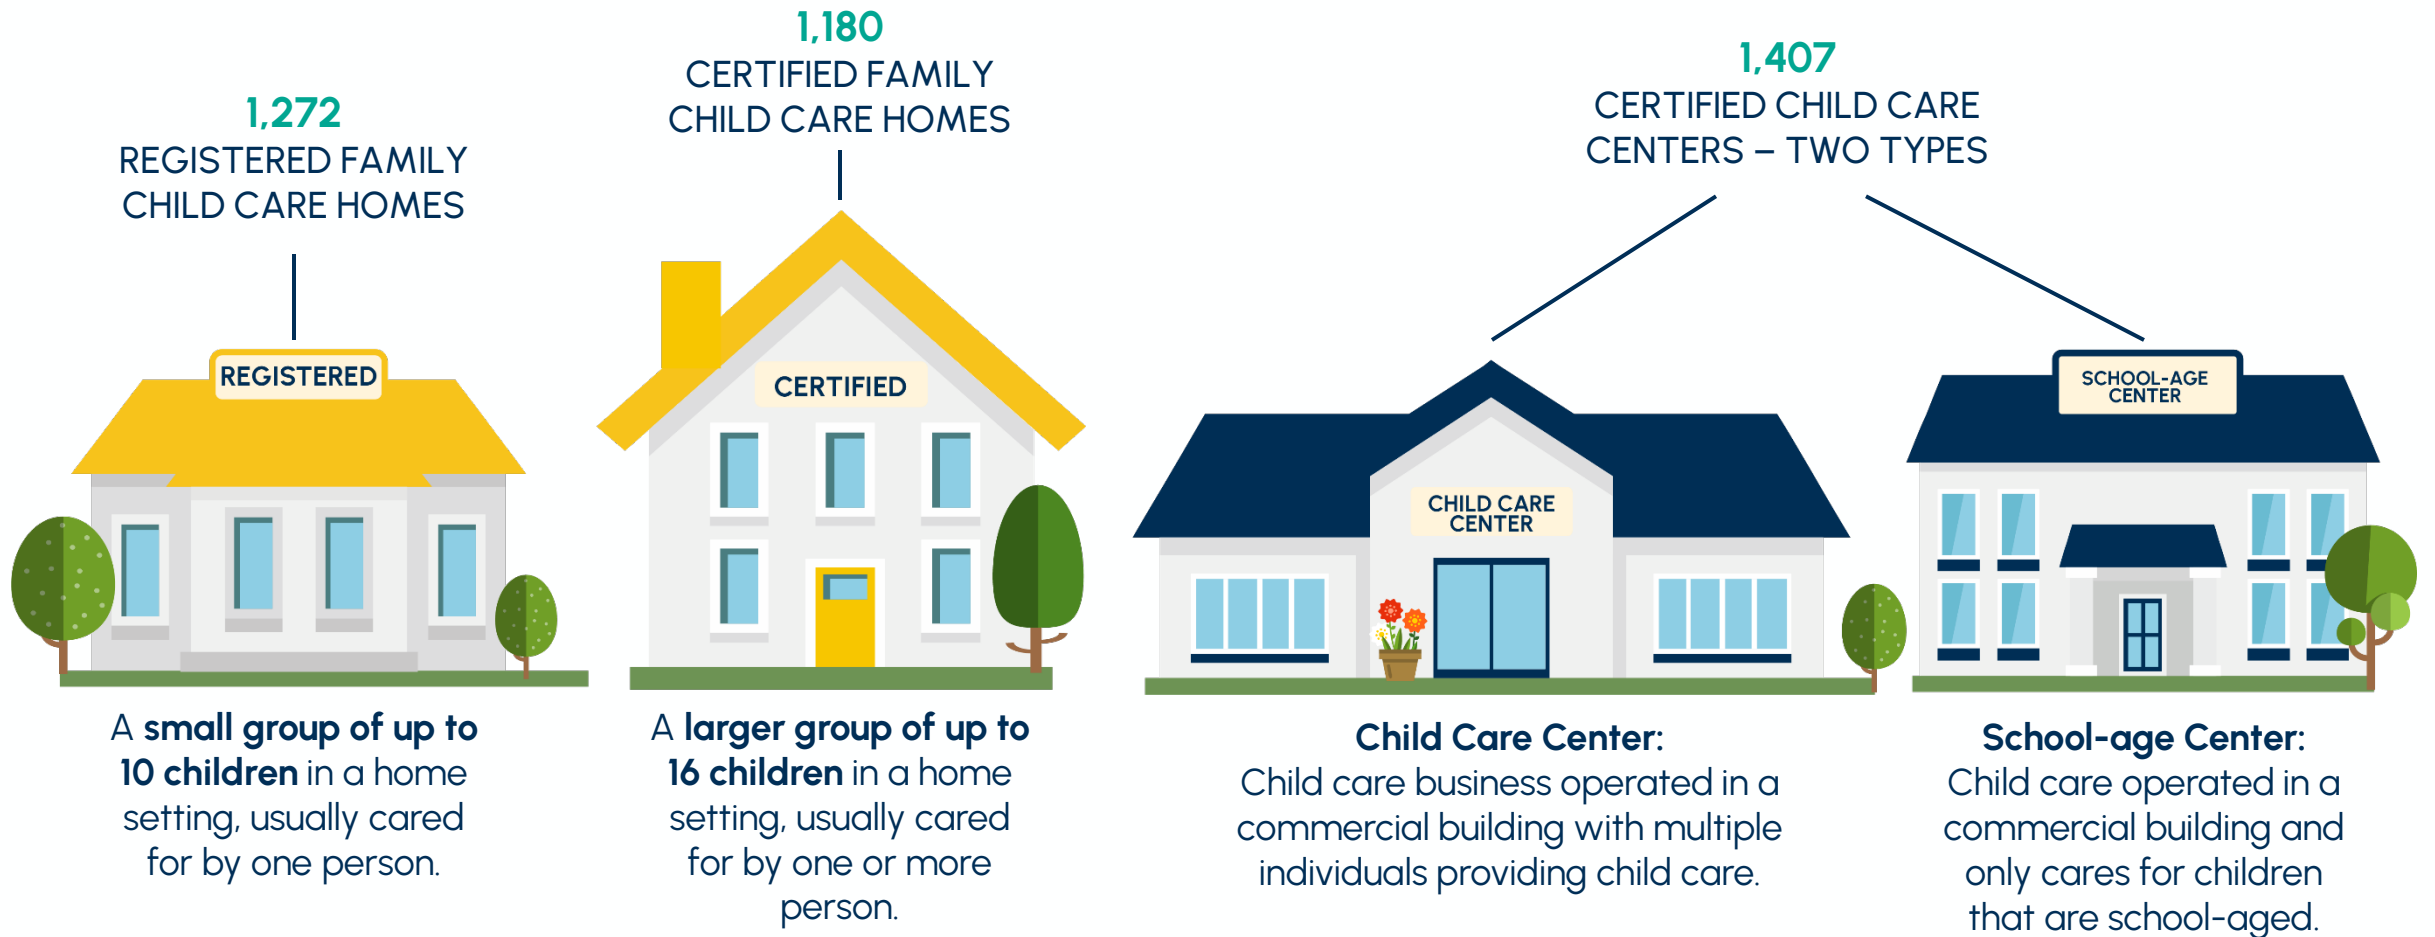 1,272
REGISTERED FAMILY
CHILD CARE HOMES
REGISTERED
A small group of up to
10 children in a home
setting, usually cared
for by one person.
1,180
CERTIFIED FAMILY
CHILD CARE HOMES
CERTIFIED
A larger group of up to
16 children in a home
setting, usually cared
for by one or more
person.
1,407
CERTIFIED CHILD CARE
CENTERS – TWO TYPES
CHILD CARE
CENTER
Child Care Center:
Child care business operated in a
commercial building with multiple
individuals providing child care.
SCHOOL-AGE
CENTER
School-age Center:
Child care operated in a
commercial building and
only cares for children
that are school-aged.